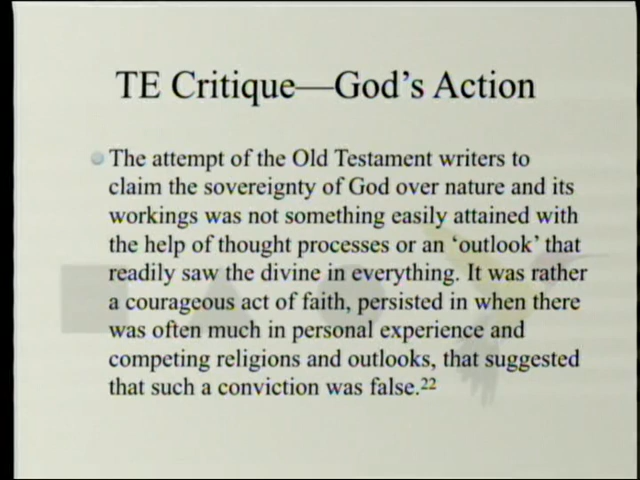 TE Critique—God's Action
The attempt of the Old Testament writers to
claim the sovereignty of God over nature and its
workings was not something easily attained with
the help of thought processes or an ‘outlook’ that
readily saw the divine in everything. It was rather
a courageous act of faith, persisted in when there
was often much in personal experience and
competing religions and outlooks, that suggested
that such a conviction was false.22